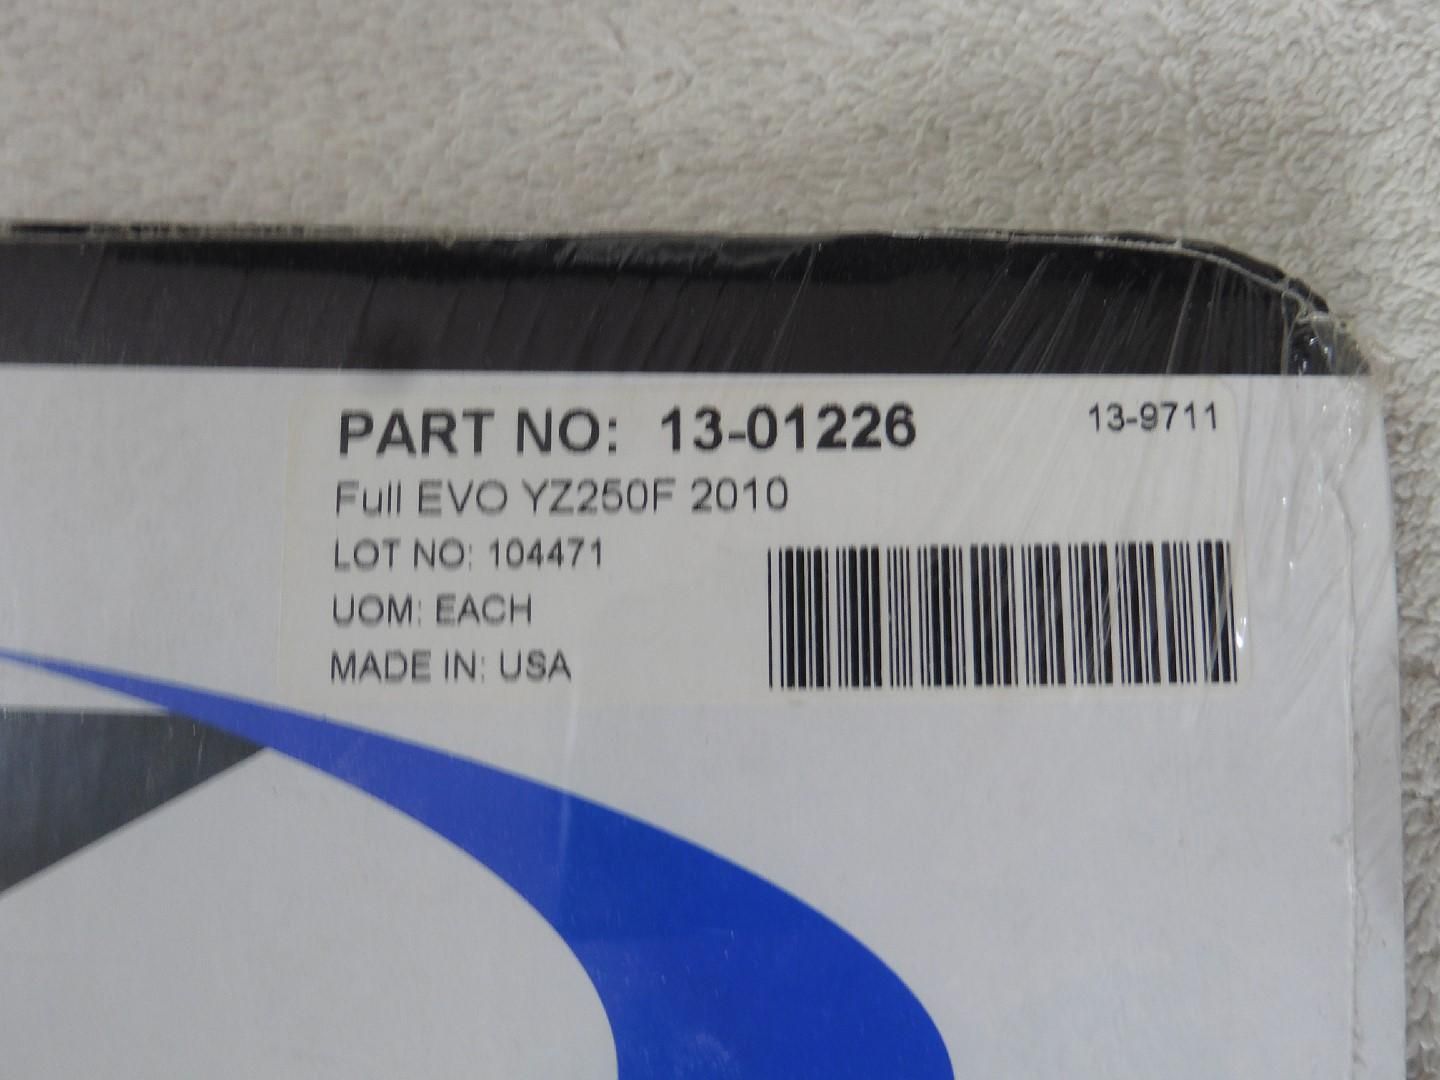 PART NO: 13-01226 13-9711
Full EVO YZ250F 2010
LOT NO: 104471
UOM: EACH
MADE IN: USA